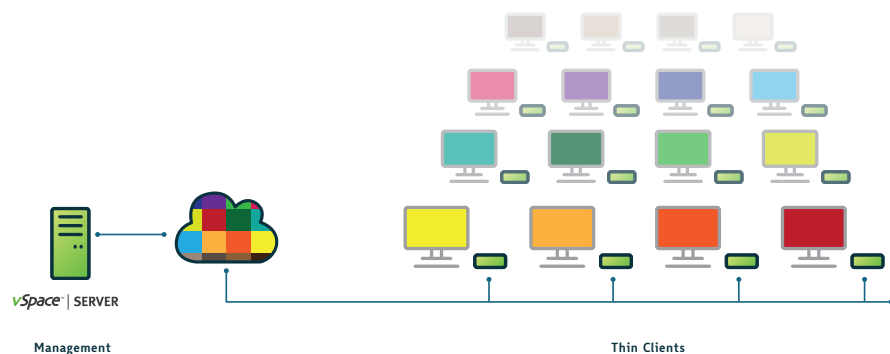 vSpace™ | SERVER
Management
Thin Clients